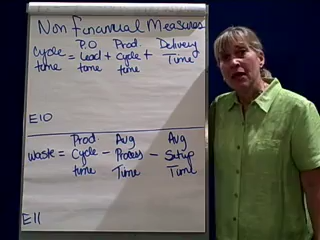 Non Financial Measures
P.O Prod. Delivery
Cycle = Lead + Cycle + Time
time time time
E10
Prod. Avg Avg
Waste = Cycle - Process - Setup
time Time Time
E11